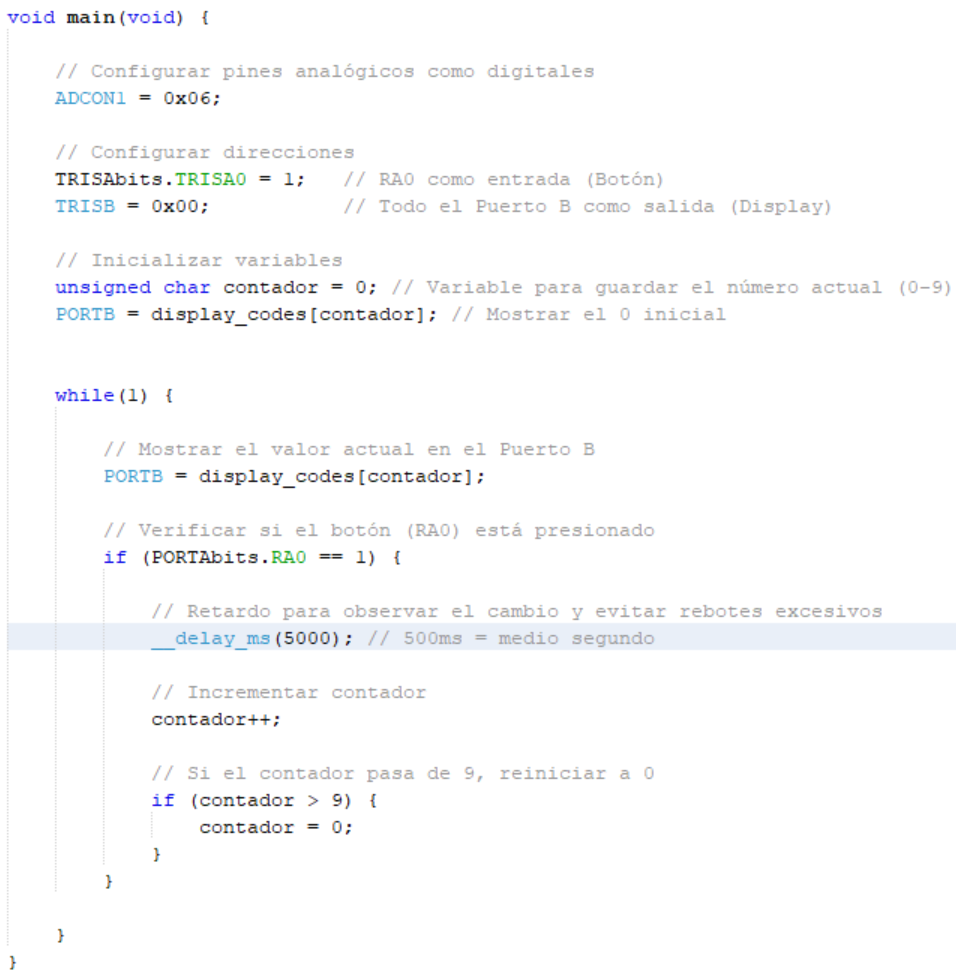 void main(void) {
// Configurar pines analógicos como digitales
ADCON1 = 0x06;
// Configurar direcciones
TRISAbits.TRISA0 = 1;   // RA0 como entrada (Botón)
TRISB = 0x00;           // Todo el Puerto B como salida (Display)
// Inicializar variables
unsigned char contador = 0; // Variable para guardar el número actual (0-9)
PORTB = display_codes[contador]; // Mostrar el 0 inicial
while(1) {
// Mostrar el valor actual en el Puerto B
PORTB = display_codes[contador];
// Verificar si el botón (RA0) está presionado
if (PORTAbits.RA0 == 1) {
// Retardo para observar el cambio y evitar rebotes excesivos
__delay_ms(5000); // 500ms = medio segundo
// Incrementar contador
contador++;
// Si el contador pasa de 9, reiniciar a 0
if (contador > 9) {
contador = 0;
}
}
}
}